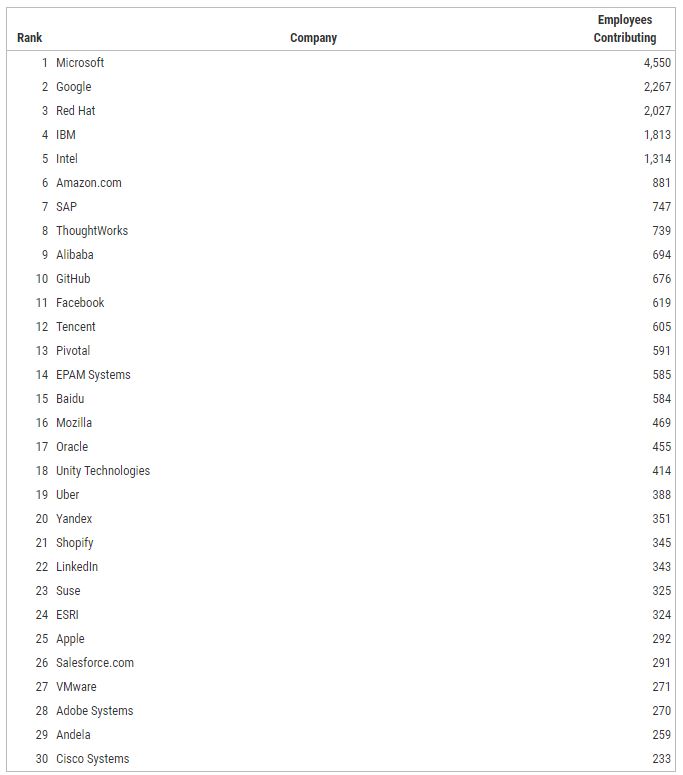 Rank Company Employees Contributing
1 Microsoft 4,550
2 Google 2,267
3 Red Hat 2,027
4 IBM 1,813
5 Intel 1,314
6 Amazon.com 881
7 SAP 747
8 ThoughtWorks 739
9 Alibaba 694
10 GitHub 676
11 Facebook 619
12 Tencent 605
13 Pivotal 591
14 EPAM Systems 585
15 Baidu 584
16 Mozilla 469
17 Oracle 455
18 Unity Technologies 414
19 Uber 388
20 Yandex 351
21 Shopify 345
22 LinkedIn 343
23 Suse 325
24 ESRI 324
25 Apple 292
26 Salesforce.com 291
27 VMware 271
28 Adobe Systems 270
29 Andela 259
30 Cisco Systems 233